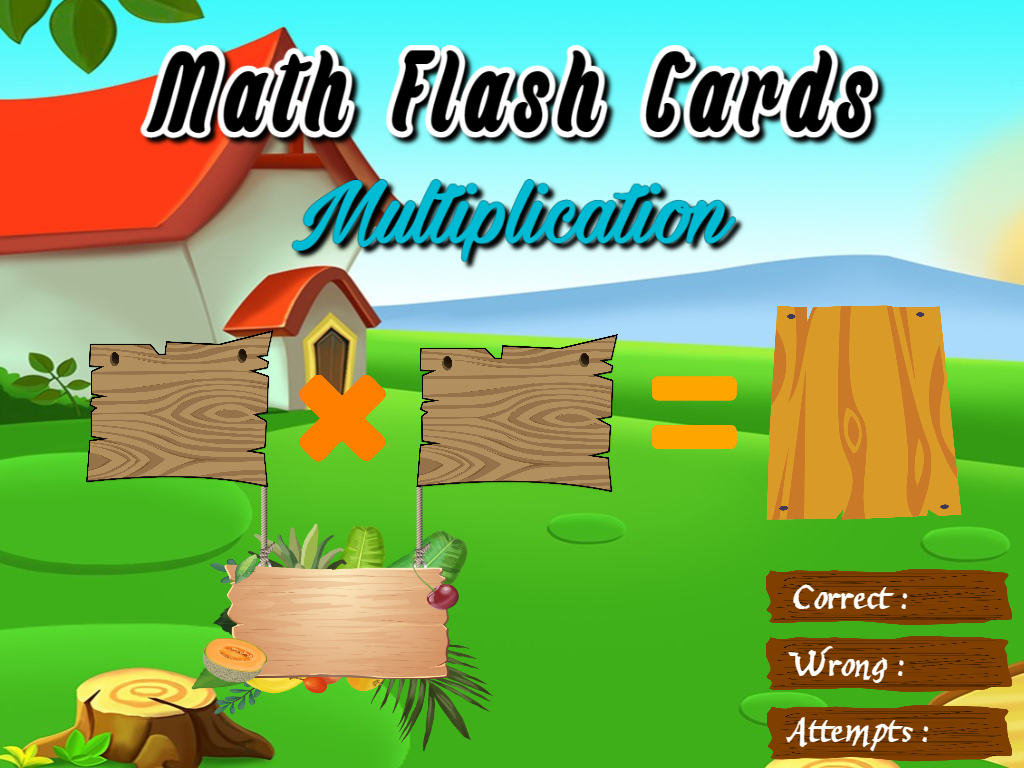 Math Flash Cards
Multiplication
Correct :
Wrong :
Attempts :